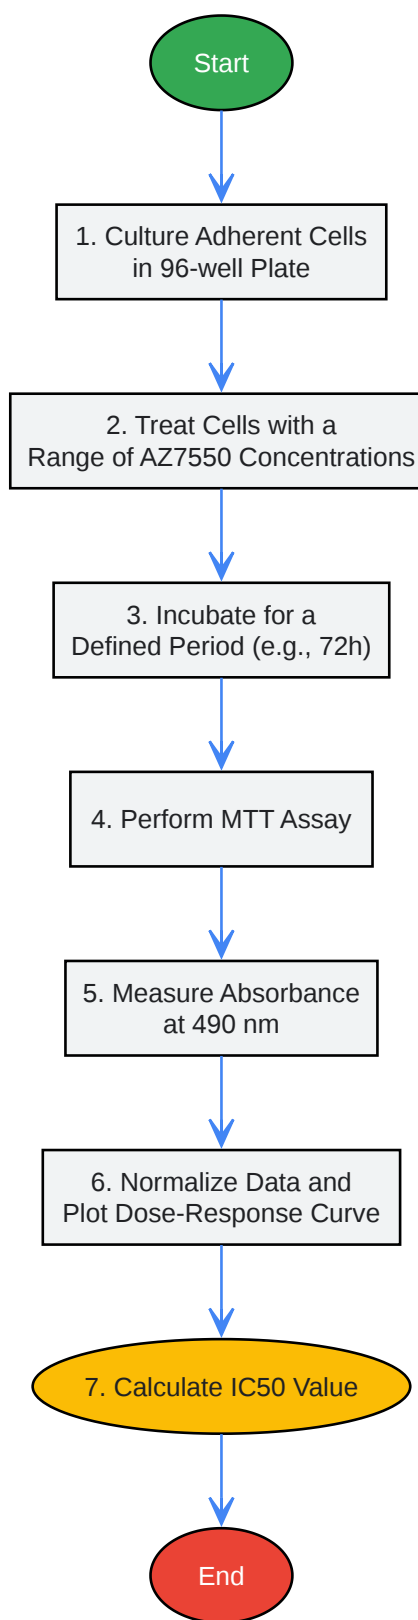 Start
1. Culture Adherent Cells
in 96-well Plate
2. Treat Cells with a
Range of AZ7550 Concentrations
3. Incubate for a
Defined Period (e.g., 72h)
4. Perform MTT Assay
5. Measure Absorbance
at 490 nm
6. Normalize Data and
Plot Dose-Response Curve
7. Calculate IC50 Value
End